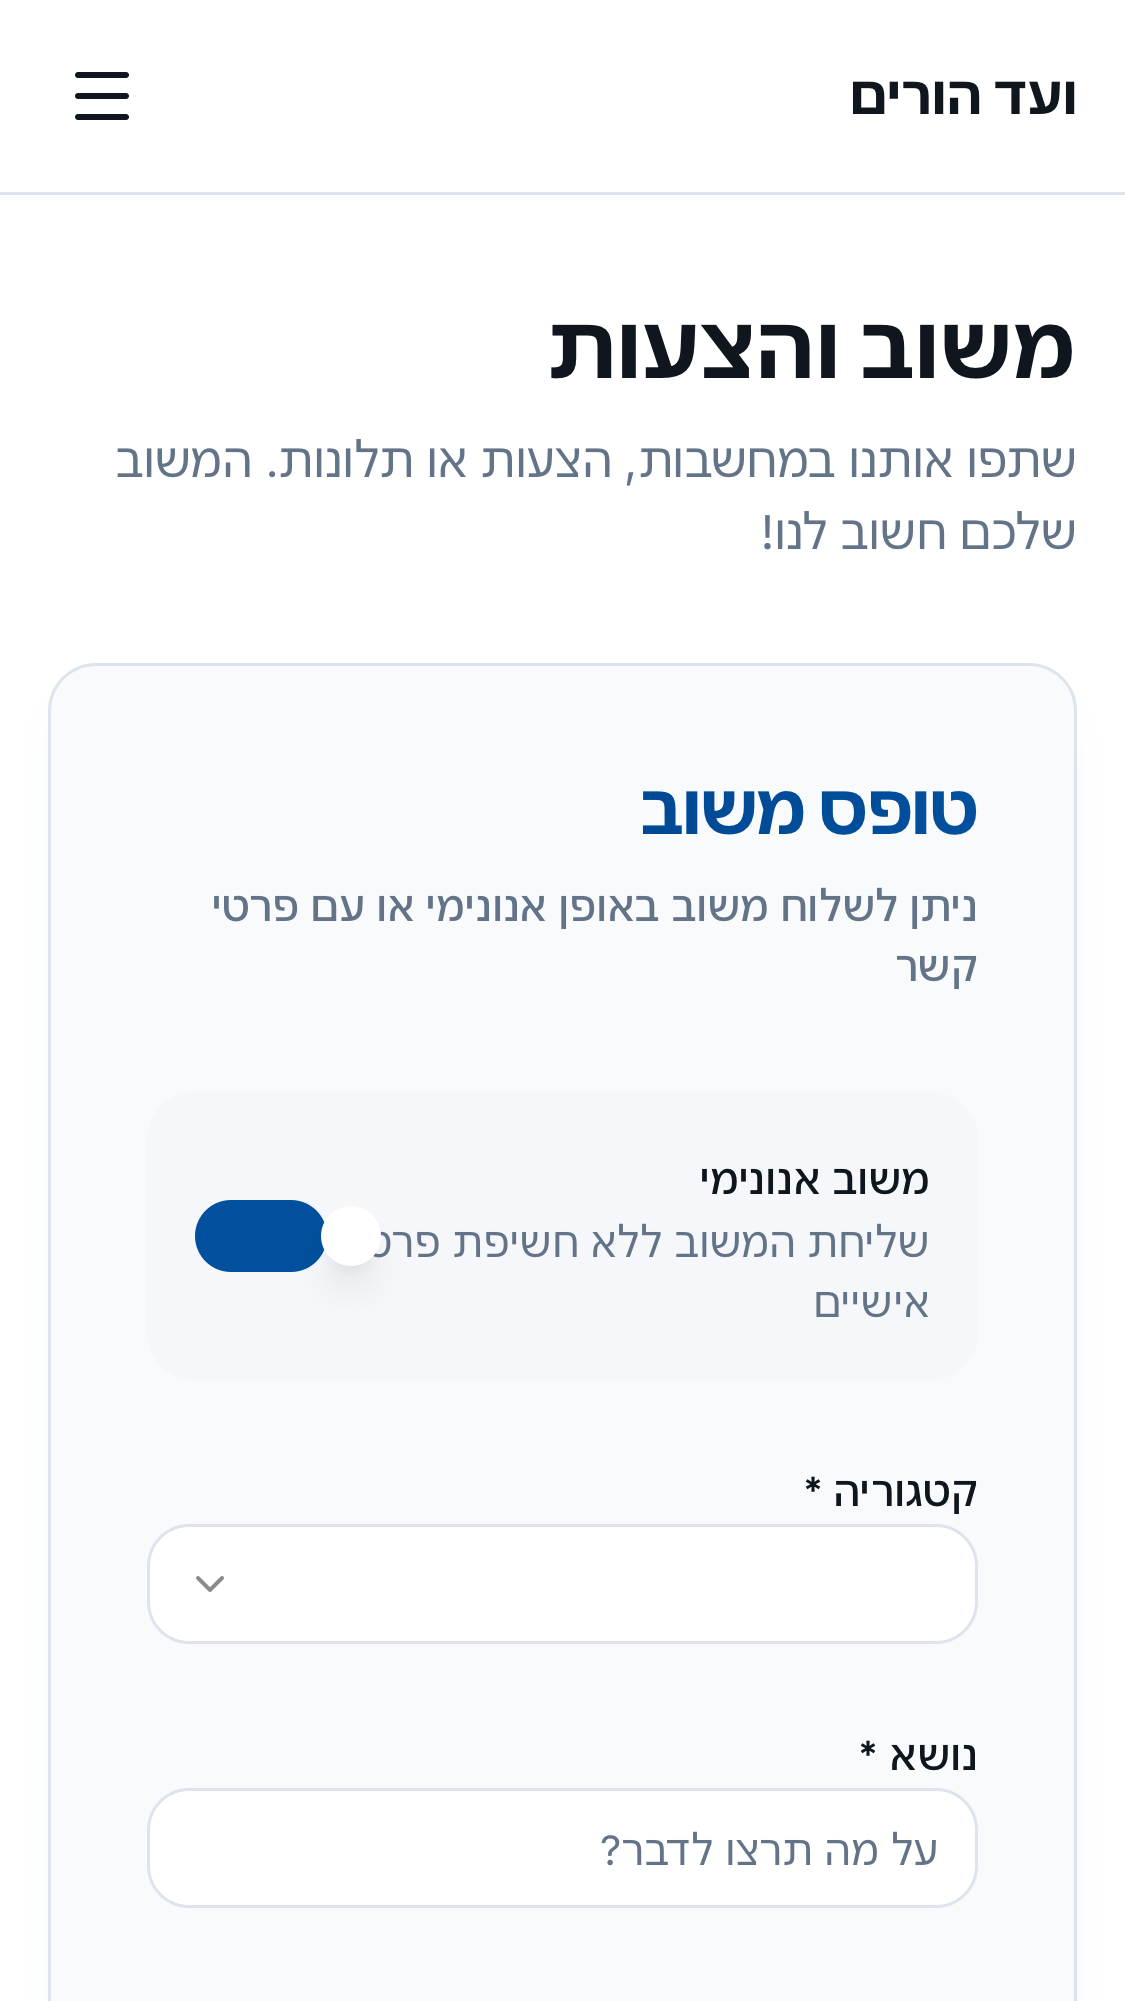 ועד הורים
משוב והצעות
שתפו אותנו במחשבות, הצעות או תלונות. המשוב
שלכם חשוב לנו!
טופס משוב
ניתן לשלוח משוב באופן אנונימי או עם פרטי
קשר
משוב אנונימי
שליחת המשוב ללא חשיפת
אישיים
קטגוריה *
נושא *
על מה תרצו לדבר?